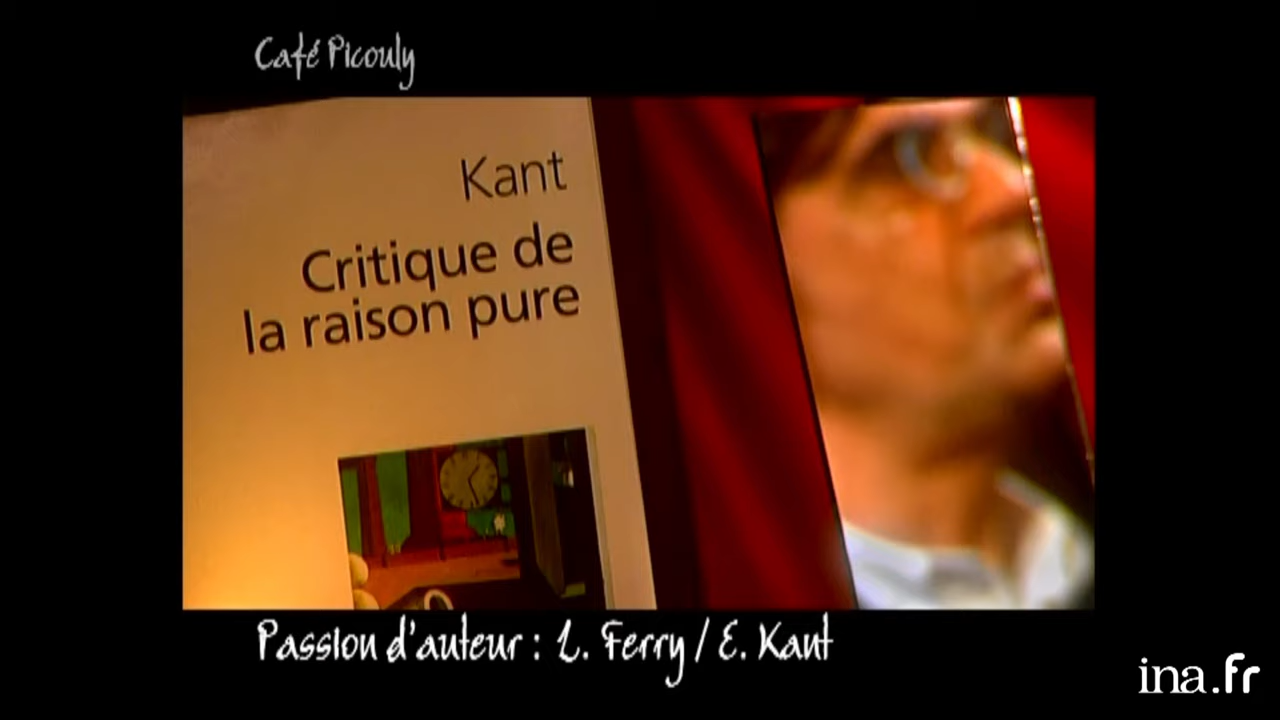 Café Picouly
Kant
Critique de
la raison pure
Passion d'auteur : L. Ferry / E. Kant
ina.fr